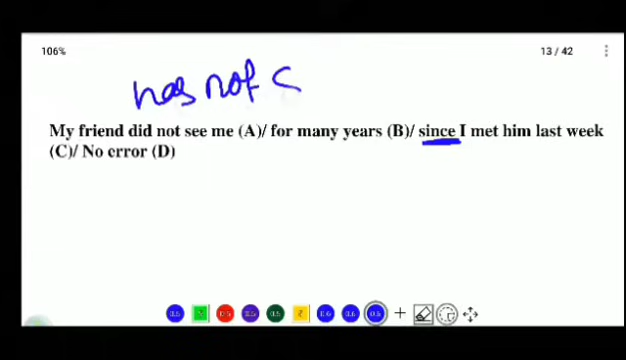 106%
13 / 42
has not s
My friend did not see me (A)/ for many years (B)/ since I met him last week
(C)/ No error (D)